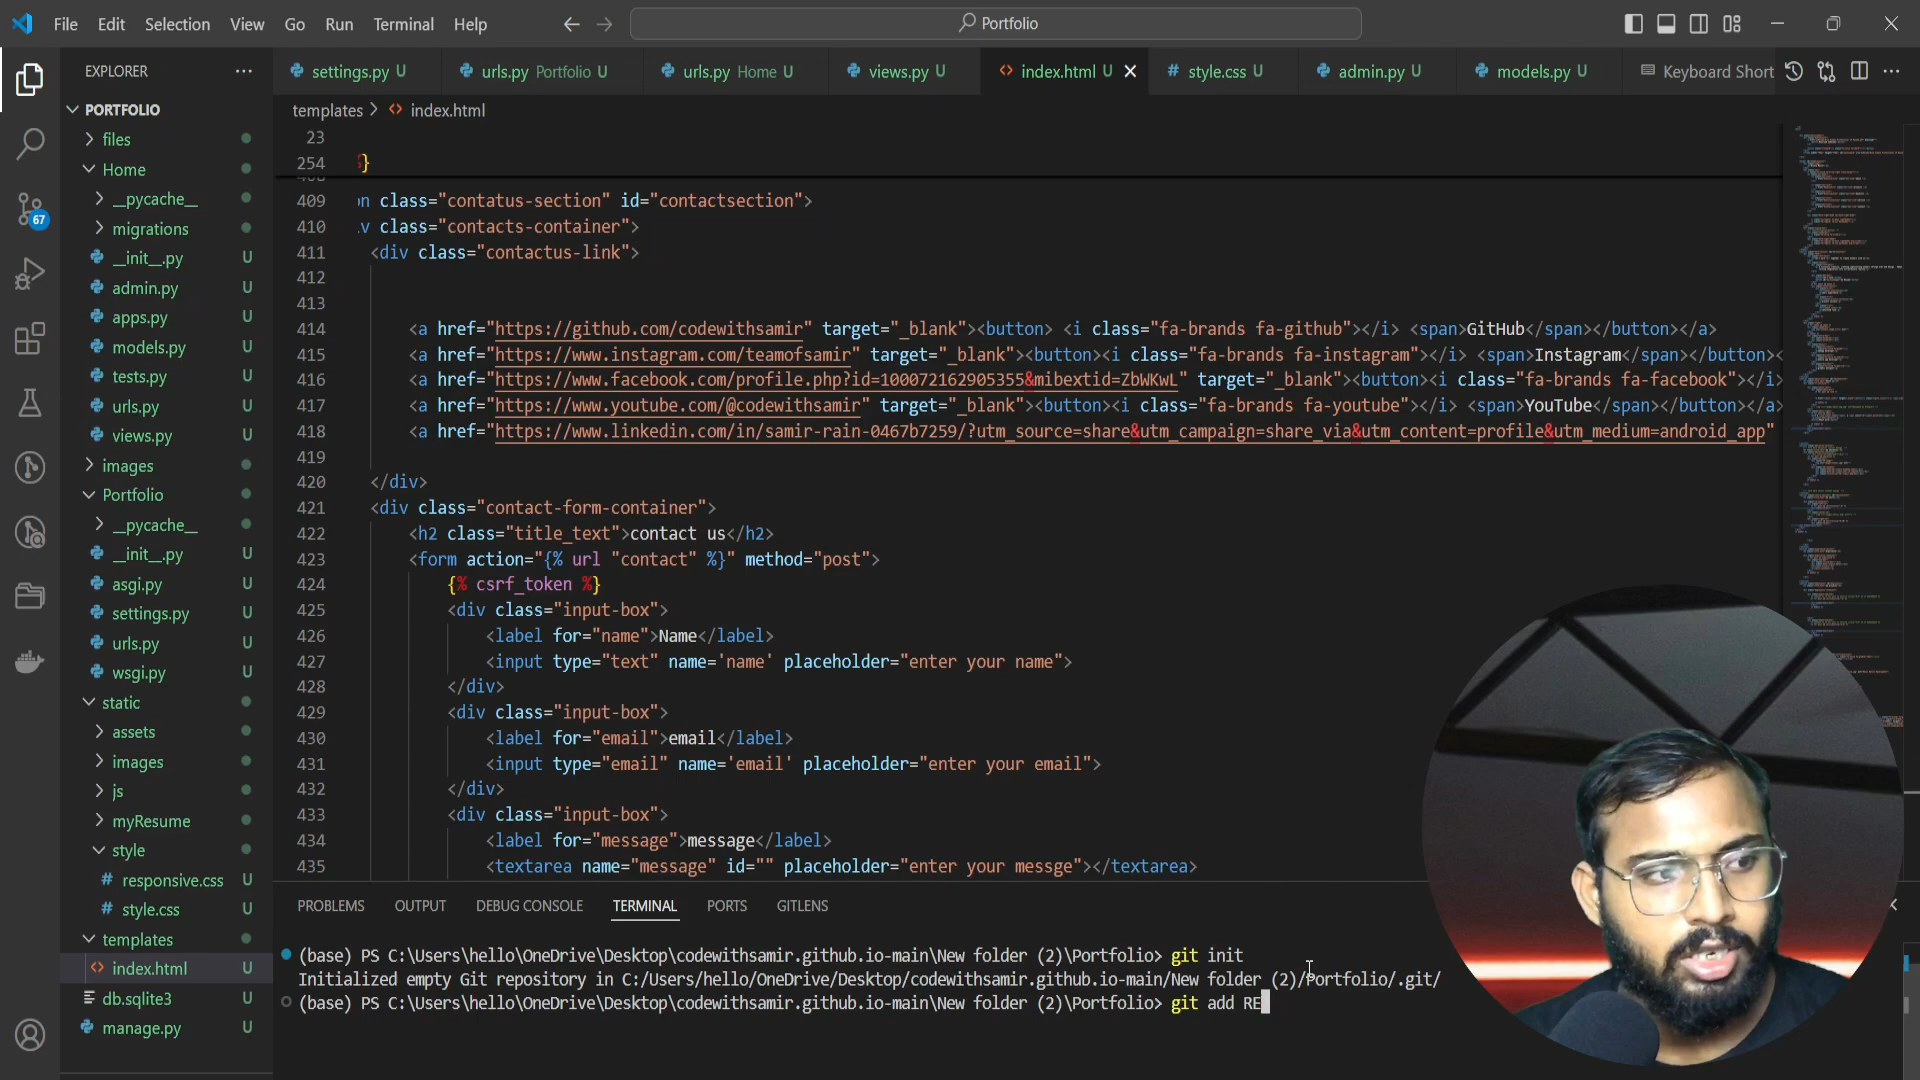 File Edit Selection View Go Run Terminal Help
Portfolio
EXPLORER
settings.py U
urls.py Portfolio U
urls.py Home U
views.py U
index.html U
style.css U
admin.py U
models.py U
Keyboard Short
PORTFOLIO
files
Home
__pycache__
migrations
__init__.py U
admin.py U
apps.py U
models.py U
tests.py U
urls.py U
views.py U
images
Portfolio
__pycache__
__init__.py U
asgi.py U
settings.py U
urls.py U
wsgi.py U
static
assets
images
js
myResume
style
responsive.css U
style.css U
templates
index.html U
db.sqlite3 U
manage.py U
67
templates > index.html
23
254 %}
409 on class="contatus-section" id="contactsection">
410 v class="contacts-container">
411 <div class="contactus-link">
412
413
414 <a href="https://github.com/codewithsamir" target="_blank"><button> <i class="fa-brands fa-github"></i> <span>GitHub</span></button></a>
415 <a href="https://www.instagram.com/teamofsamir" target="_blank"><button><i class="fa-brands fa-instagram"></i> <span>Instagram</span></button><
416 <a href="https://www.facebook.com/profile.php?id=100072162905355&mibextid=ZbWKwL" target="_blank"><button><i class="fa-brands fa-facebook"></i>
417 <a href="https://www.youtube.com/@codewithsamir" target="_blank"><button><i class="fa-brands fa-youtube"></i> <span>YouTube</span></button></a>
418 <a href="https://www.linkedin.com/in/samir-rain-0467b7259/?utm_source=share&utm_campaign=share_via&utm_content=profile&utm_medium=android_app"
419
420 </div>
421 <div class="contact-form-container">
422 <h2 class="title_text">contact us</h2>
423 <form action="{% url "contact" %}" method="post">
424 {% csrf_token %}
425 <div class="input-box">
426 <label for="name">Name</label>
427 <input type="text" name='name' placeholder="enter your name">
428 </div>
429 <div class="input-box">
430 <label for="email">email</label>
431 <input type="email" name='email' placeholder="enter your email">
432 </div>
433 <div class="input-box">
434 <label for="message">message</label>
435 <textarea name="message" id="" placeholder="enter your messge"></textarea>
PROBLEMS OUTPUT DEBUG CONSOLE TERMINAL PORTS GITLENS
(base) PS C:\Users\hello\OneDrive\Desktop\codewithsamir.github.io-main\New folder (2)\Portfolio> git init
Initialized empty Git repository in C:/Users/hello/OneDrive/Desktop/codewithsamir.github.io-main/New folder (2)/Portfolio/.git/
(base) PS C:\Users\hello\OneDrive\Desktop\codewithsamir.github.io-main\New folder (2)\Portfolio> git add RE